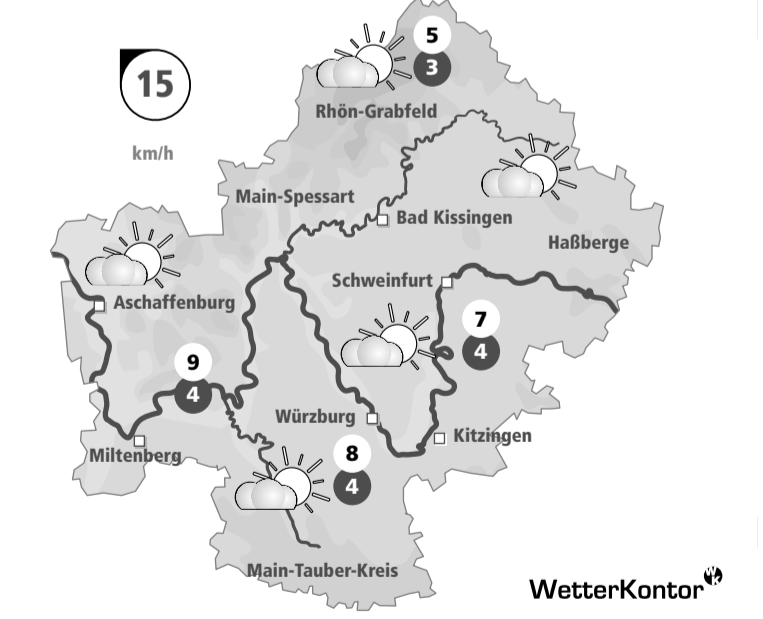 5
3
15
Rhön-Grabfeld
km/h
Main-Spessart
Bad Kissingen
Haßberge
Schweinfurt
Aschaffenburg
7
4
9
4
Würzburg
Kitzingen
Miltenberg
8
4
Main-Tauber-Kreis
WetterKontor
WK